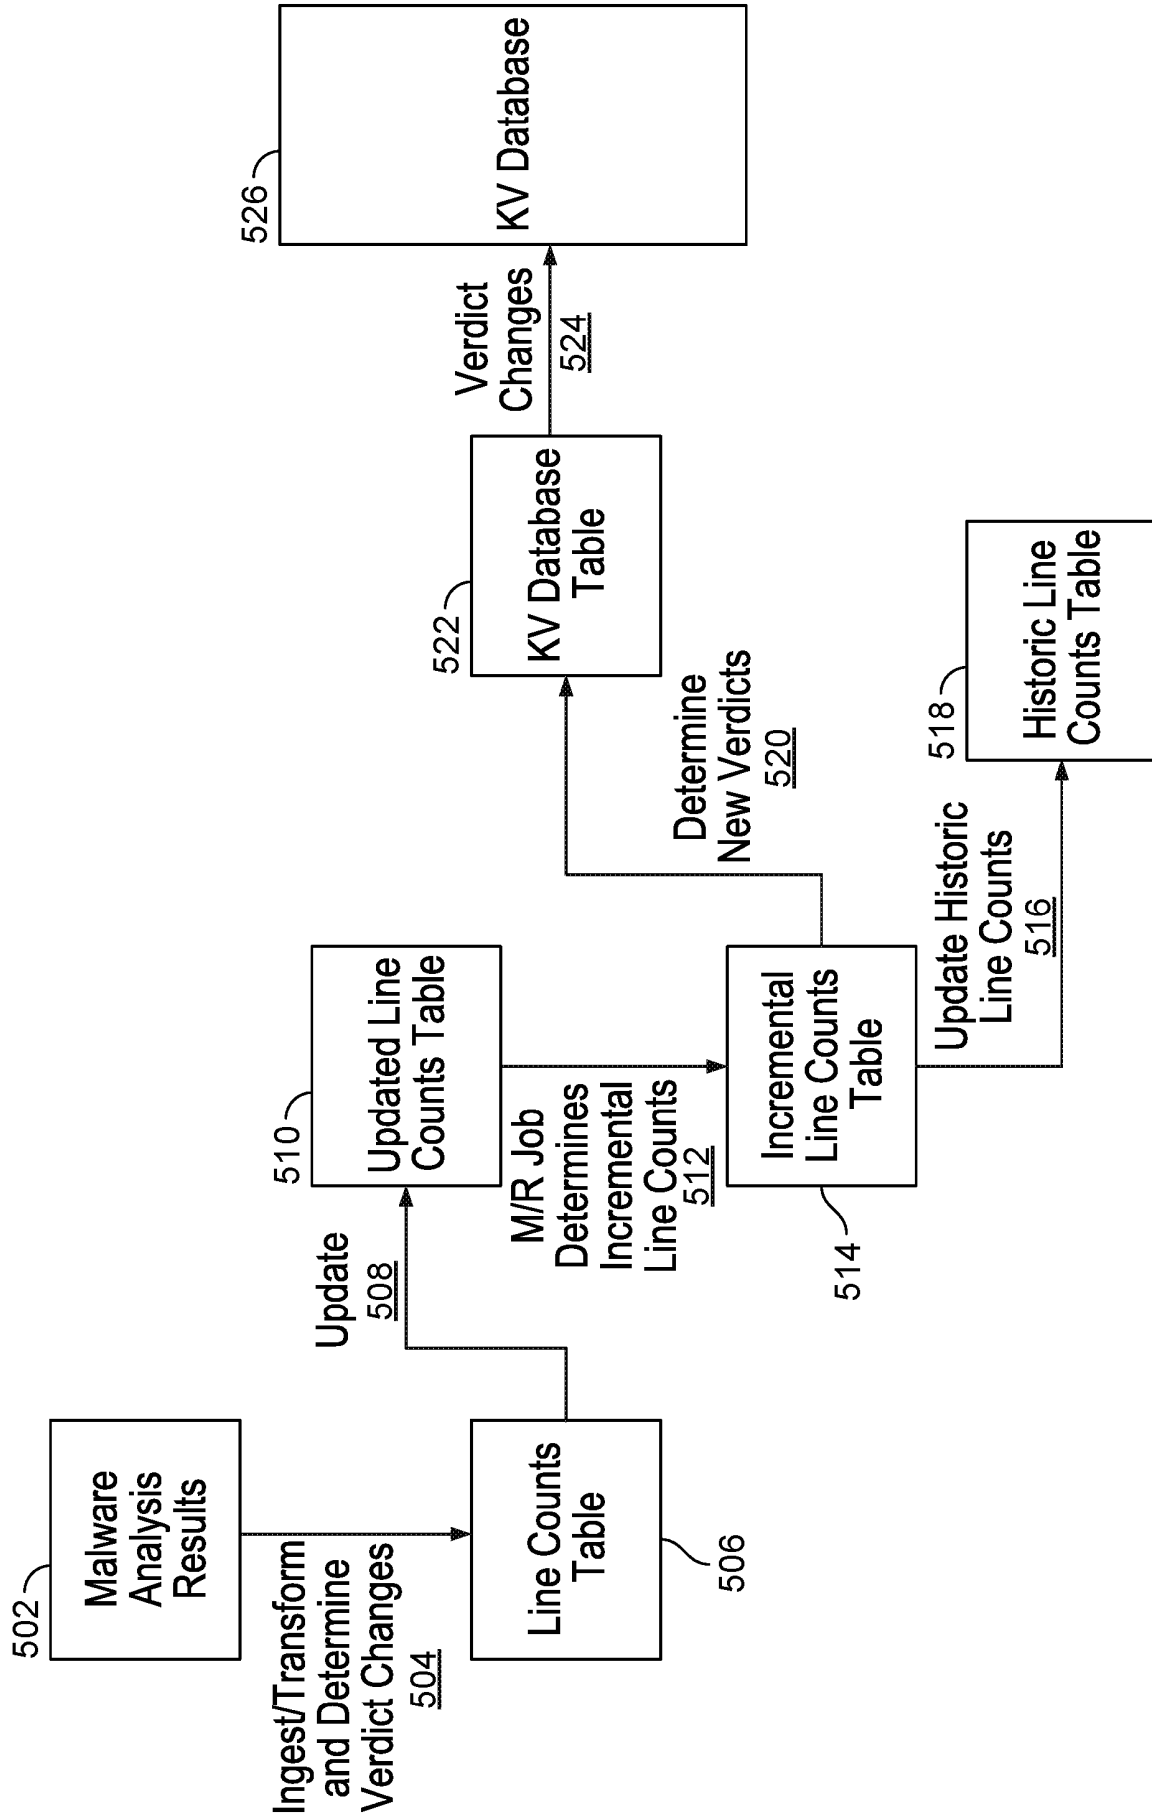 502
Malware
Analysis
Results
Ingest/Transform
and Determine
Verdict Changes
504
Line Counts
Table
506
Update
508
510
Updated Line
Counts Table
M/R Job
Determines
Incremental
Line Counts
512
Incremental
Line Counts
Table
514
Update Historic
Line Counts
516
518
Historic Line
Counts Table
Determine
New Verdicts
520
522
KV Database
Table
Verdict
Changes
524
526
KV Database